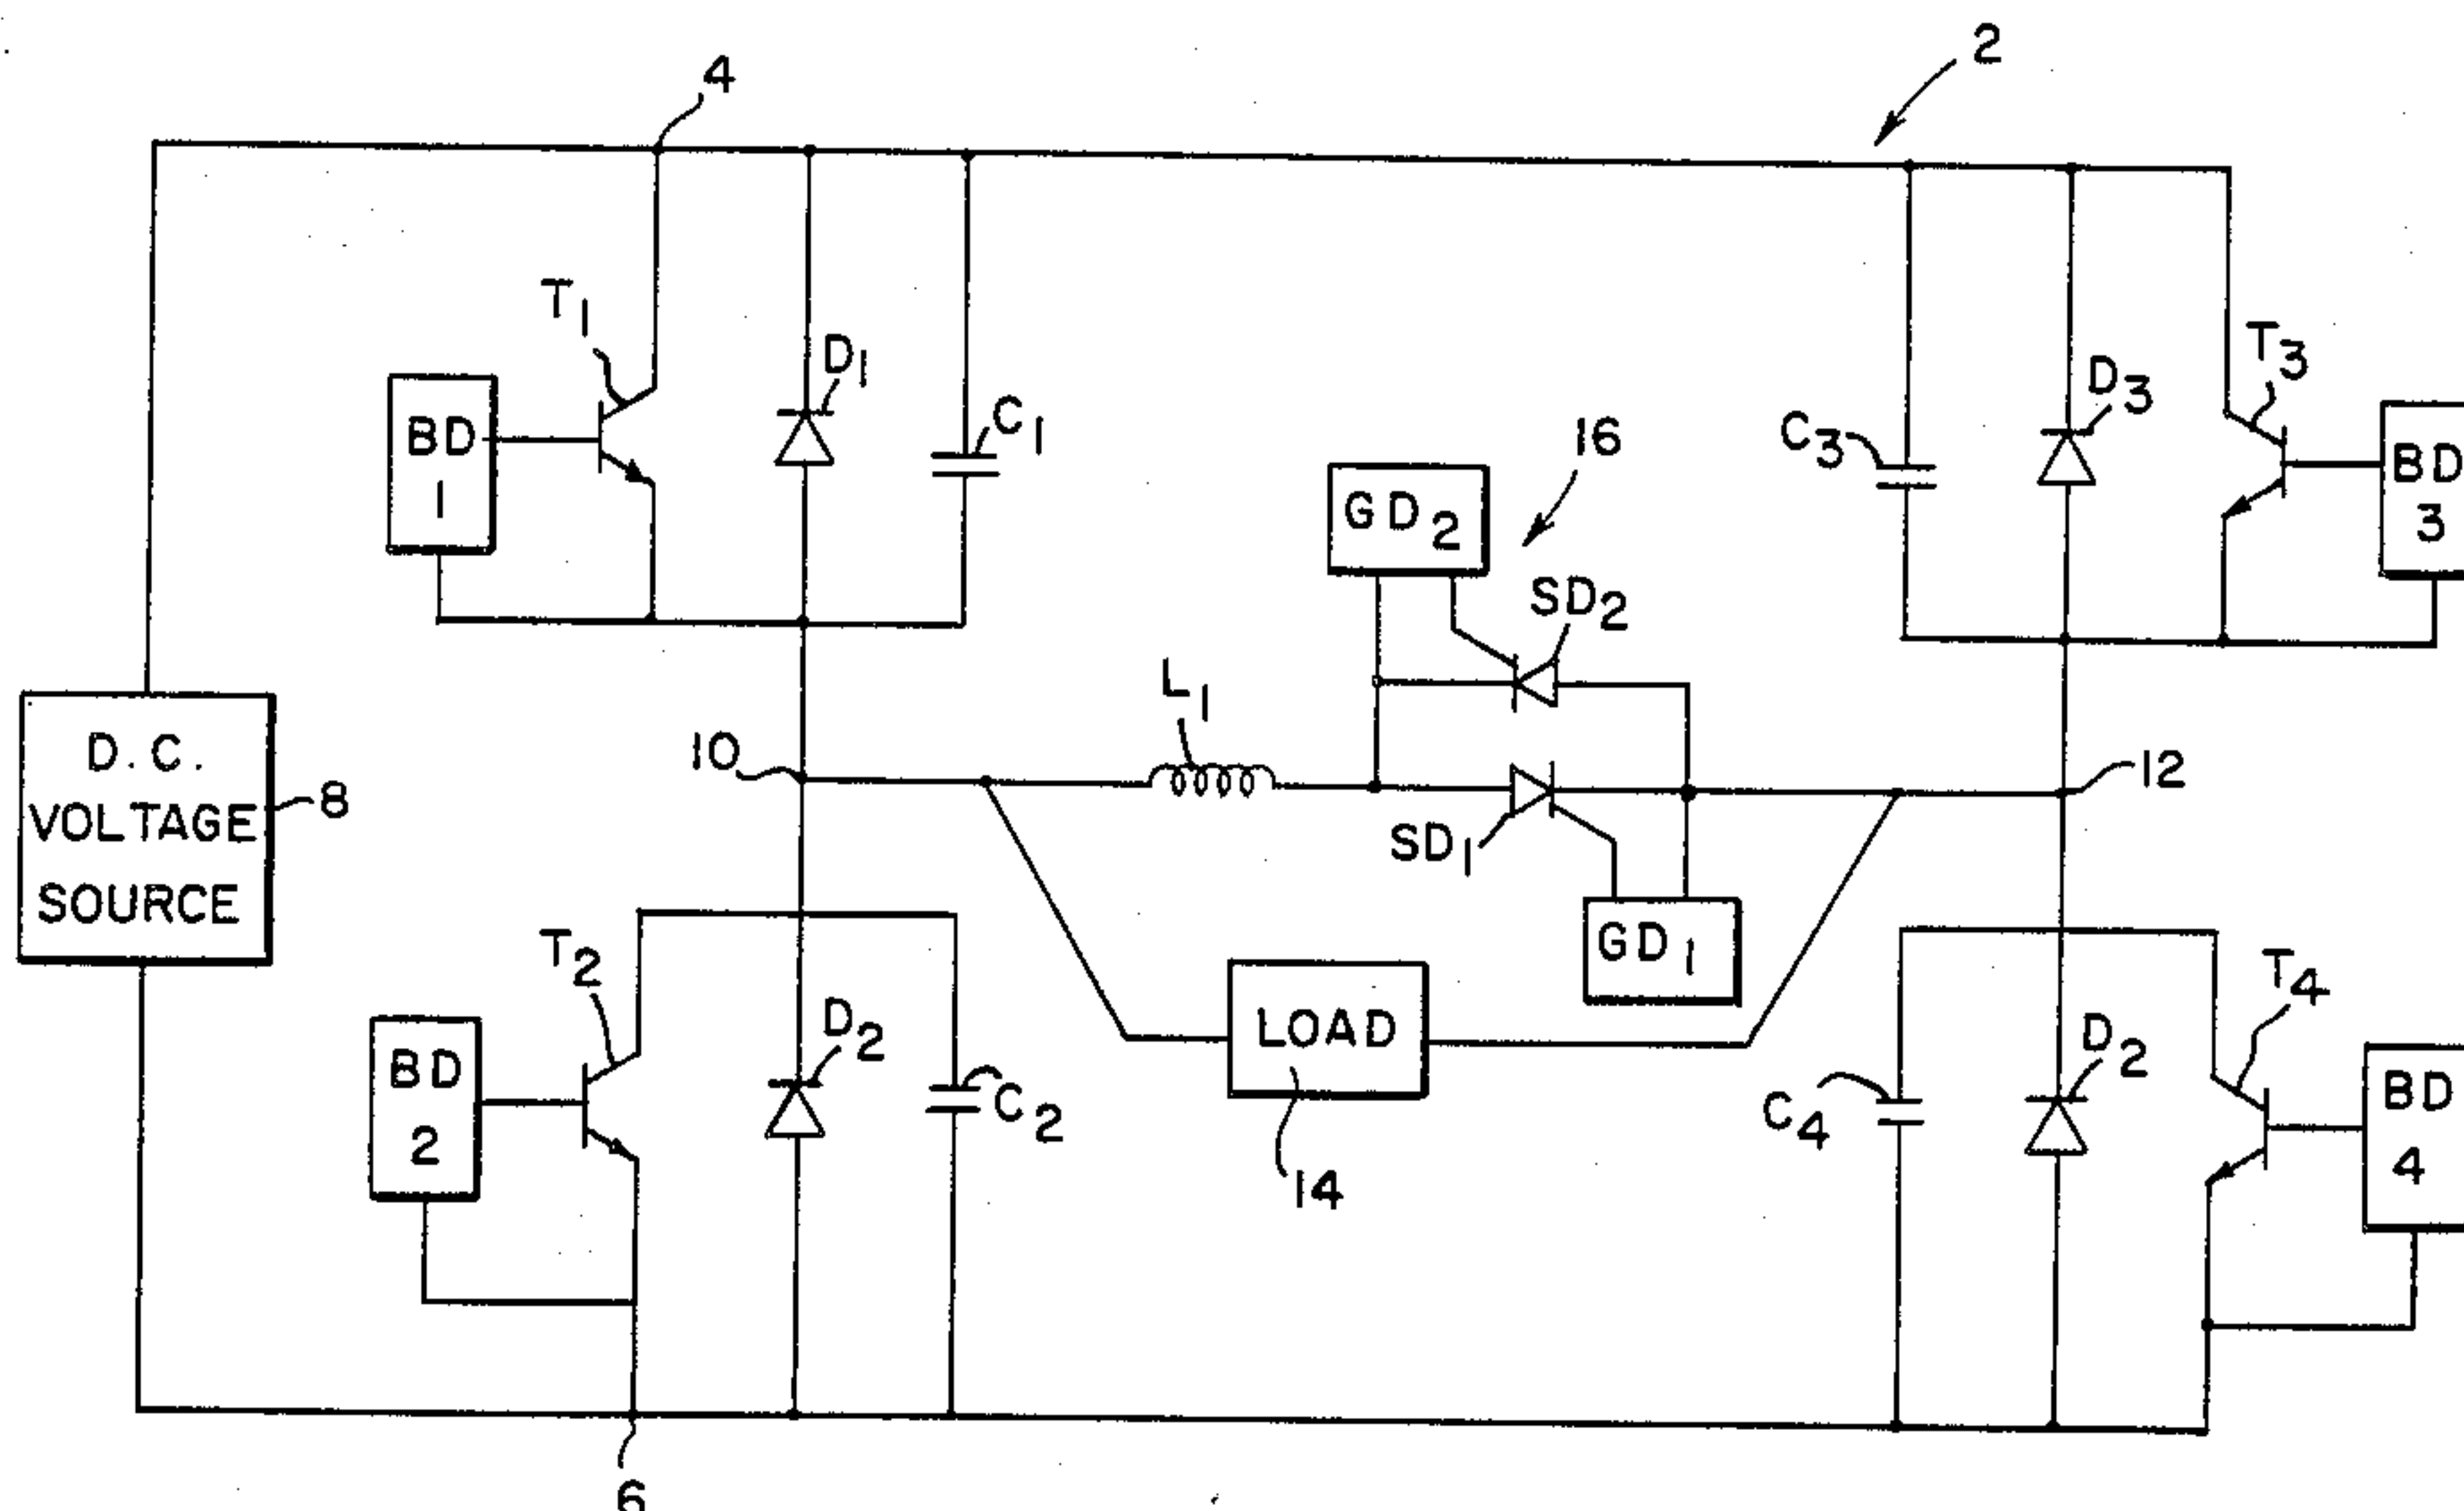 2
4
T1
D1
C1
BD
1
16
C3
D3
T3
BD
3
GD2
SD2
L1
10
12
D.C.
VOLTAGE
SOURCE
8
SD1
GD1
T2
BD
2
D2
C2
LOAD
14
C4
D2
T4
BD
4
6